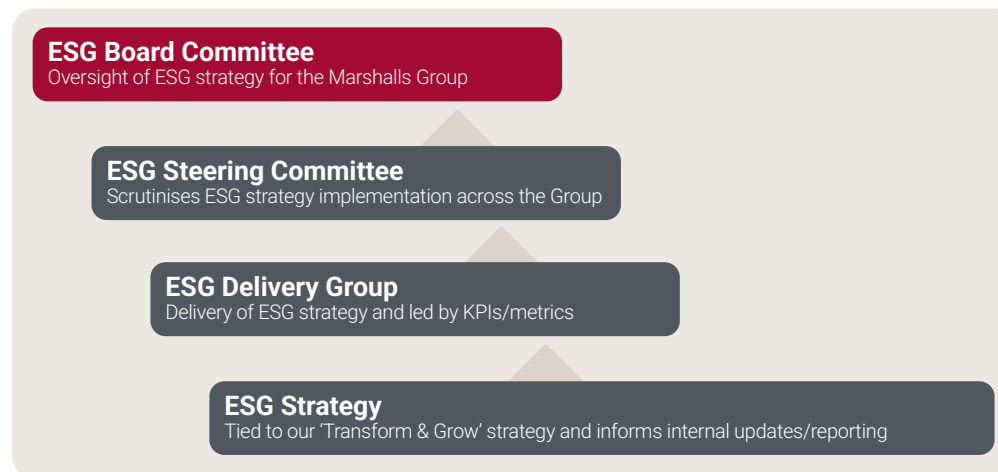 ESG Board Committee
Oversight of ESG strategy for the Marshalls Group
ESG Steering Committee
Scrutinises ESG strategy implementation across the Group
ESG Delivery Group
Delivery of ESG strategy and led by KPIs/metrics
ESG Strategy
Tied to our ‘Transform & Grow’ strategy and informs internal updates/reporting